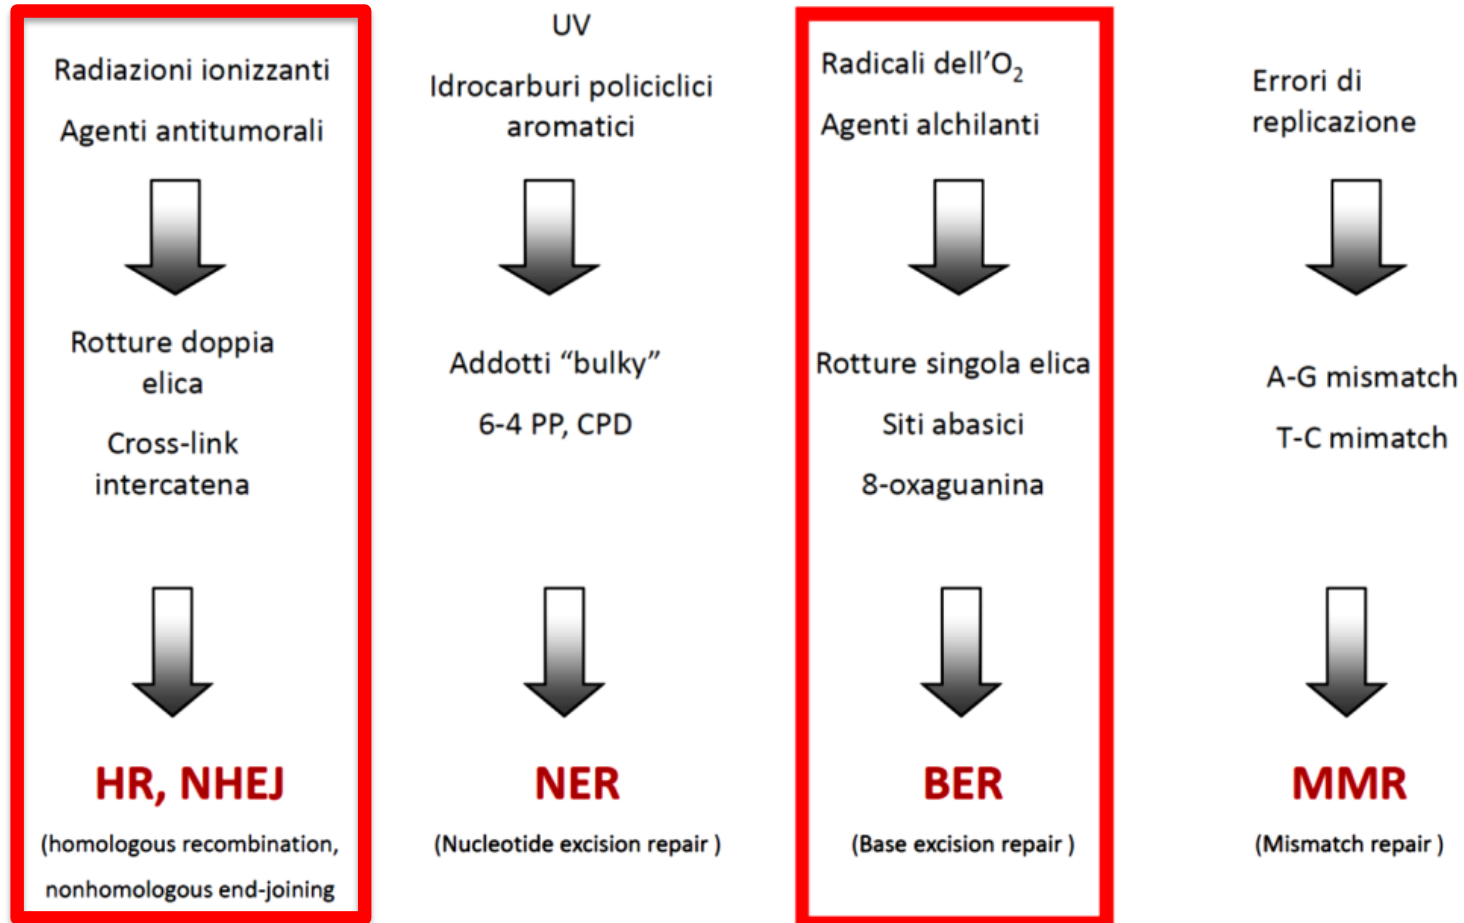 Radiazioni ionizzanti
Agenti antitumorali
Rotture doppia
elica
Cross-link
intercatena
HR, NHEJ
(homologous recombination,
nonhomologous end-joining
UV
Idrocarburi policiclici
aromatici
Addotti “bulky”
6-4 PP, CPD
NER
(Nucleotide excision repair )
Radicali dell’O₂
Agenti alchilanti
Rotture singola elica
Siti abasici
8-oxaguanina
BER
(Base excision repair )
Errori di
replicazione
A-G mismatch
T-C mimatch
MMR
(Mismatch repair )